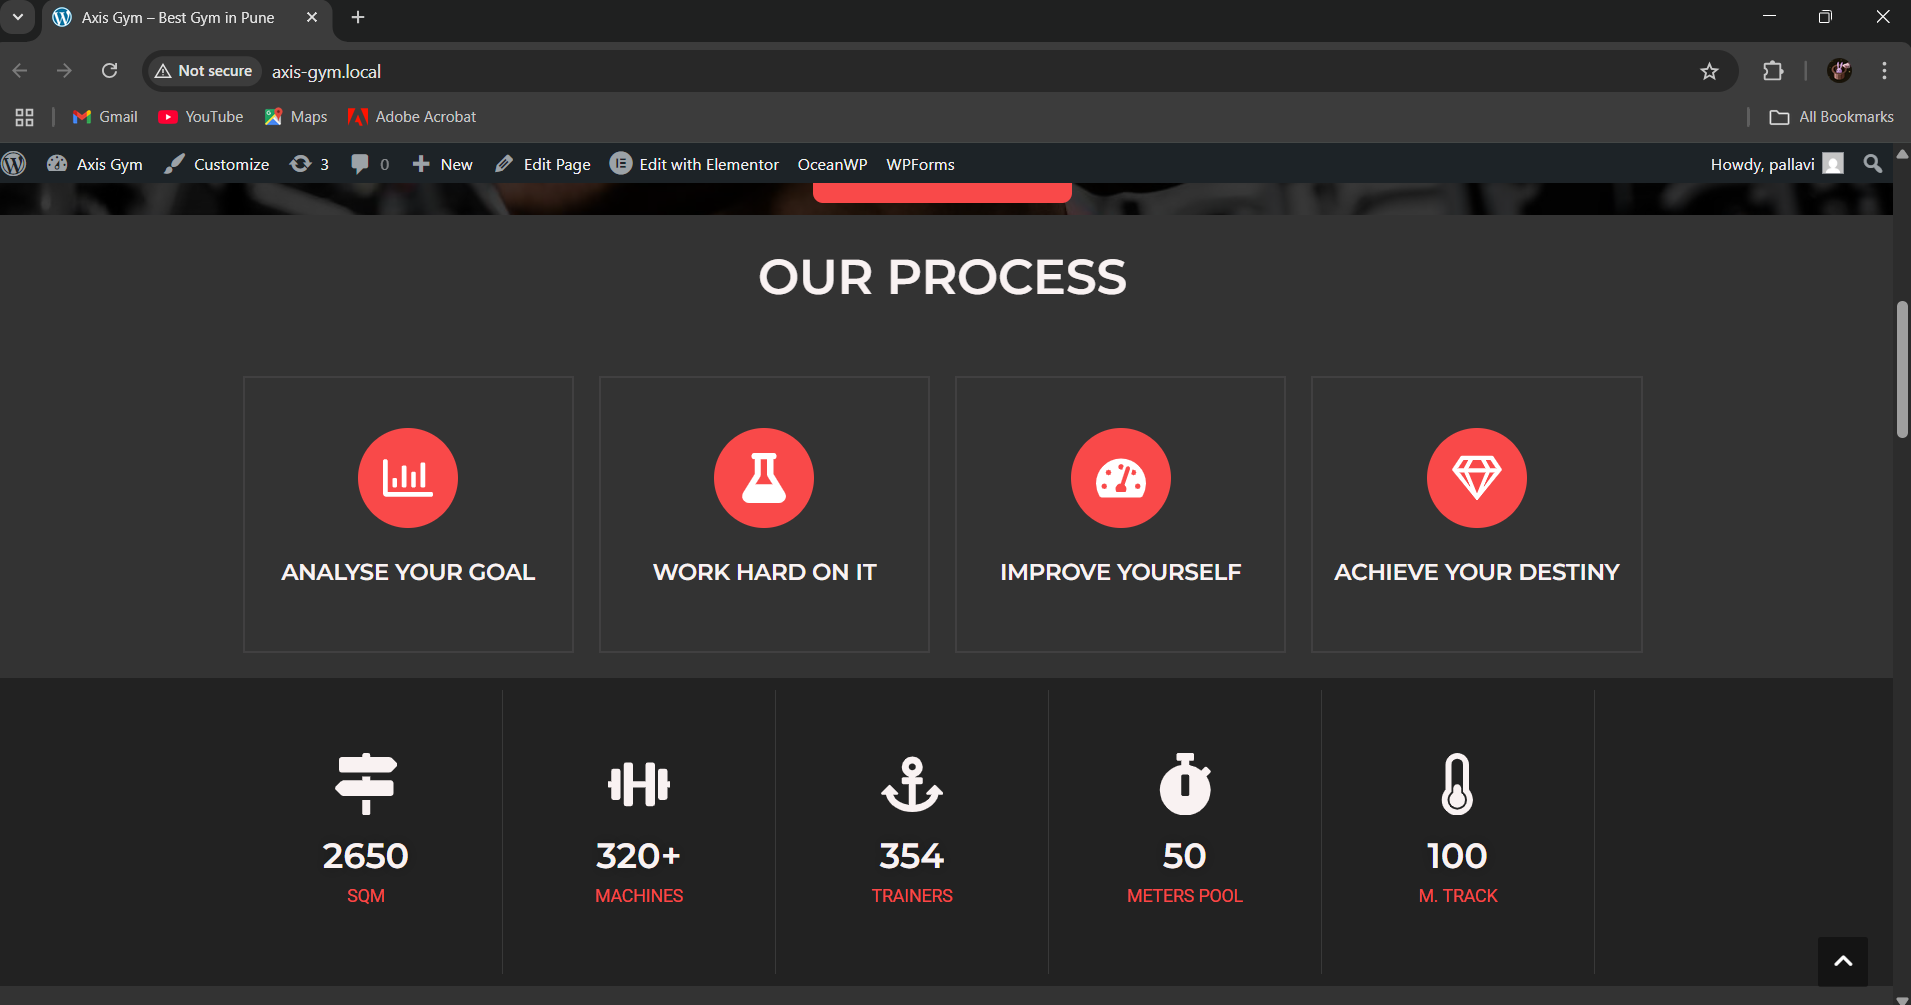 Axis Gym – Best Gym in Pune
Not secure axis-gym.local
Gmail YouTube Maps Adobe Acrobat All Bookmarks
Axis Gym Customize 3 0 New Edit Page Edit with Elementor OceanWP WPForms Howdy, pallavi
OUR PROCESS
ANALYSE YOUR GOAL WORK HARD ON IT IMPROVE YOURSELF ACHIEVE YOUR DESTINY
2650 320+ 354 50 100
SQM MACHINES TRAINERS METERS POOL M. TRACK